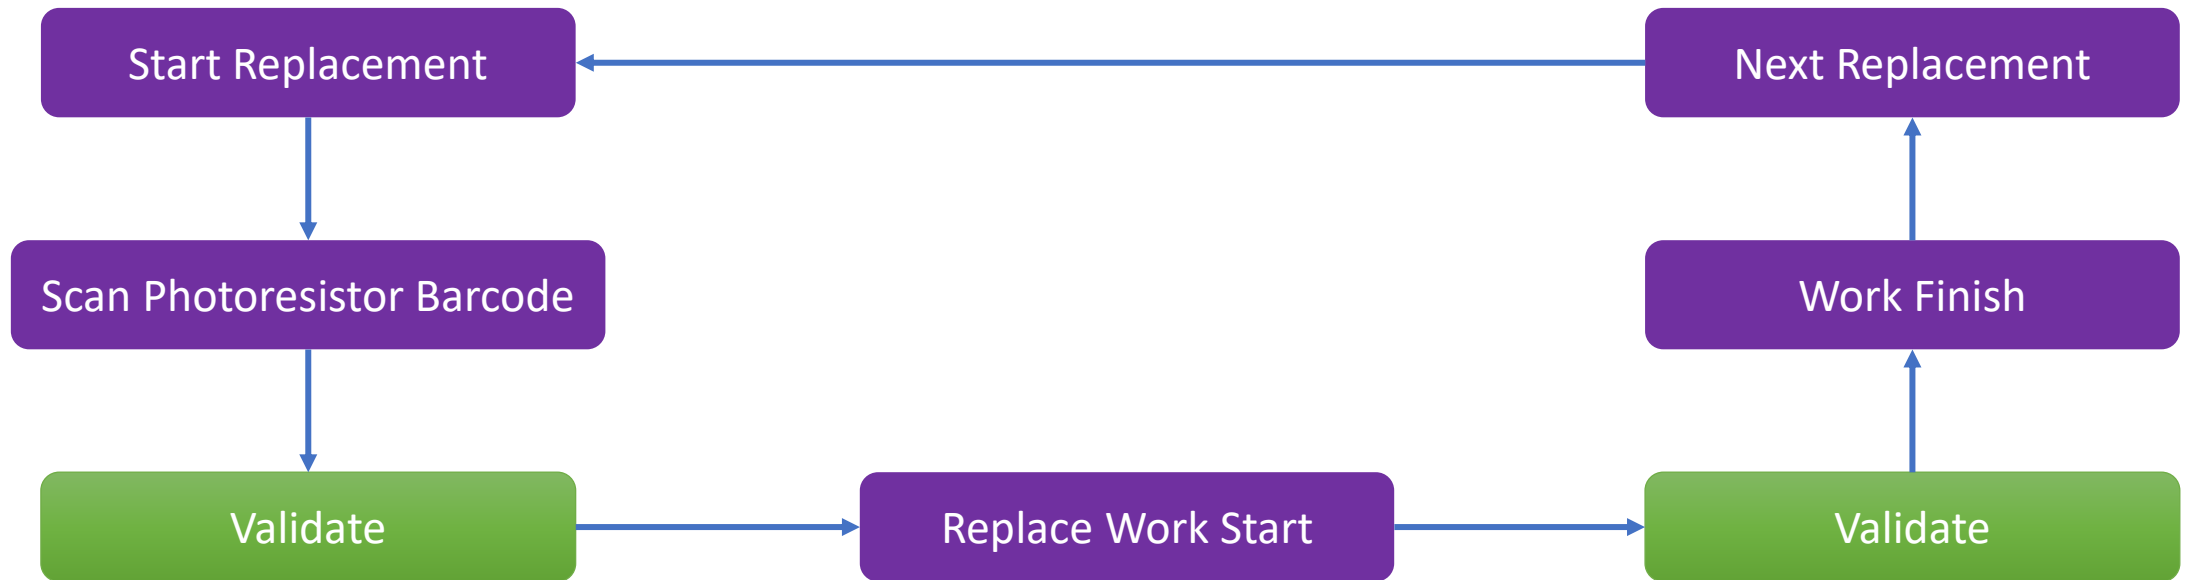 Start Replacement
Next Replacement
Scan Photoresistor Barcode
Work Finish
Validate
Replace Work Start
Validate